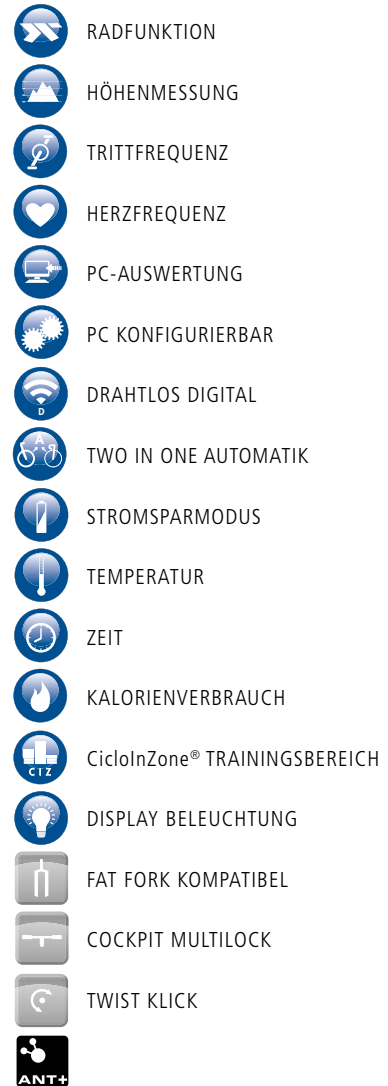 RADFUNKTION
HÖHENMESSUNG
TRITTFREQUENZ
HERZFREQUENZ
PC-AUSWERTUNG
PC KONFIGURIERBAR
D
DRAHTLOS DIGITAL
A
TWO IN ONE AUTOMATIK
STROMSPARMODUS
TEMPERATUR
ZEIT
KALORIENVERBRAUCH
CIZ
CicloInZone® TRAININGSBEREICH
DISPLAY BELEUCHTUNG
FAT FORK KOMPATIBEL
COCKPIT MULTILOCK
TWIST KLICK
ANT+